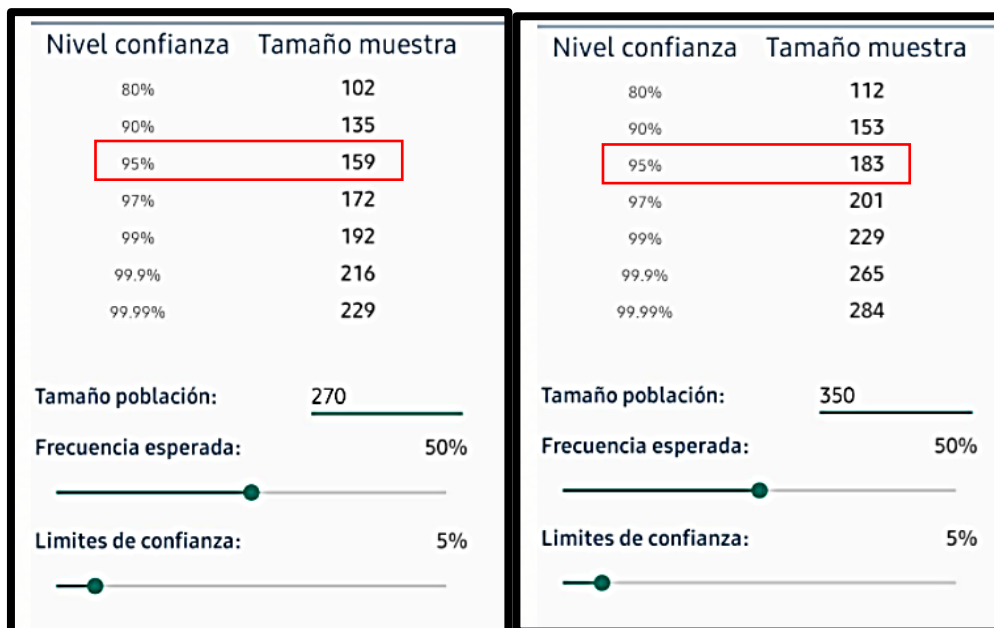 Nivel confianza Tamaño muestra
80% 102
90% 135
95% 159
97% 172
99% 192
99.9% 216
99.99% 229
Tamaño población: 270
Frecuencia esperada: 50%
Limites de confianza: 5%
Nivel confianza Tamaño muestra
80% 112
90% 153
95% 183
97% 201
99% 229
99.9% 265
99.99% 284
Tamaño población: 350
Frecuencia esperada: 50%
Limites de confianza: 5%